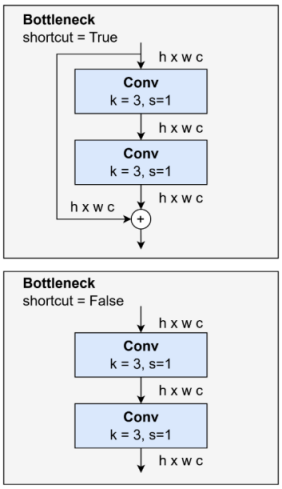 Bottleneck
shortcut = True
h x w c
Conv
k = 3, s=1
h x w c
Conv
k = 3, s=1
h x w c
h x w c
+
Bottleneck
shortcut = False
h x w c
Conv
k = 3, s=1
h x w c
Conv
k = 3, s=1
h x w c